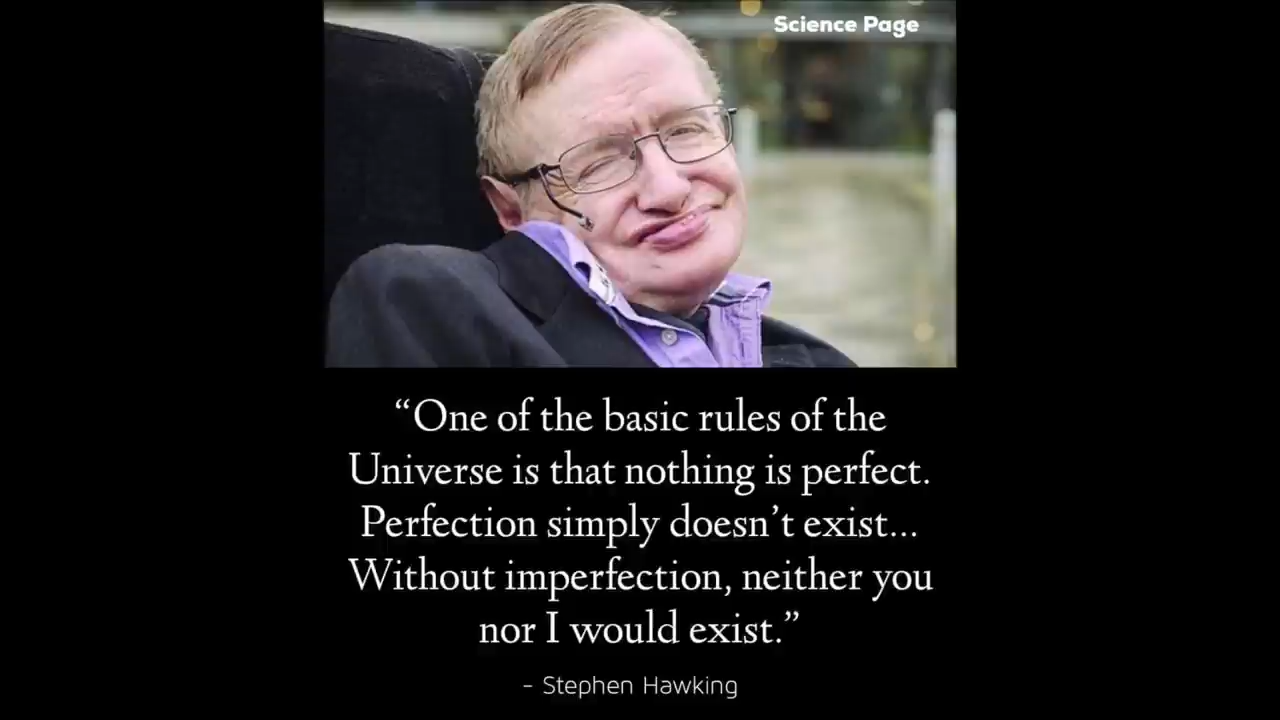 Science Page
“One of the basic rules of the
Universe is that nothing is perfect.
Perfection simply doesn’t exist...
Without imperfection, neither you
nor I would exist.”
- Stephen Hawking